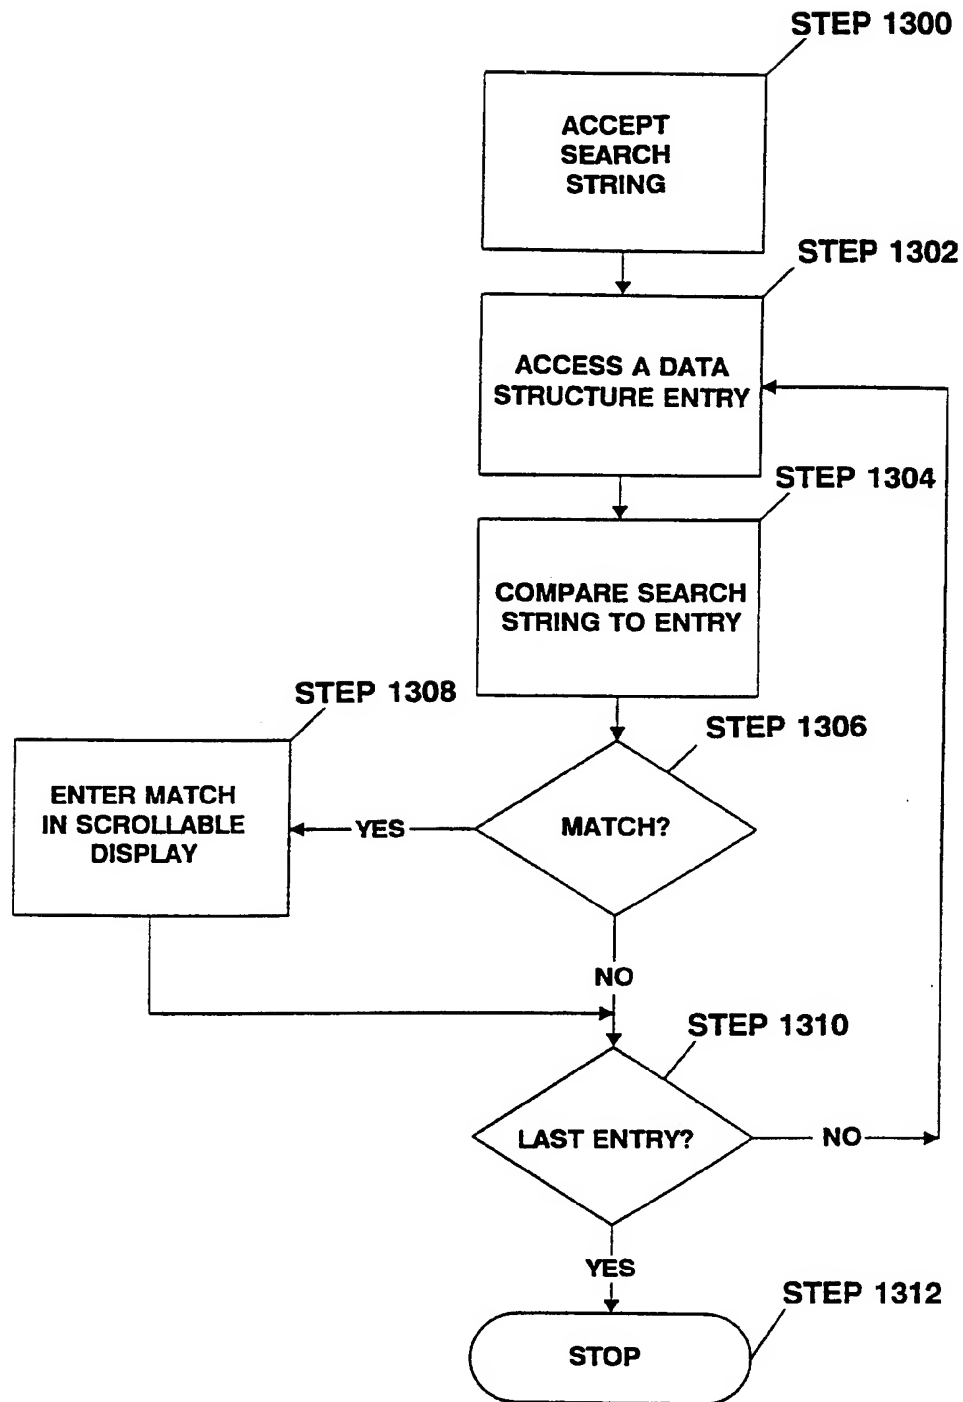 STEP 1300
ACCEPT
SEARCH
STRING
STEP 1302
ACCESS A DATA
STRUCTURE ENTRY
STEP 1304
COMPARE SEARCH
STRING TO ENTRY
STEP 1308
STEP 1306
ENTER MATCH
IN SCROLLABLE
DISPLAY
YES
MATCH?
NO
STEP 1310
LAST ENTRY?
NO
YES
STEP 1312
STOP